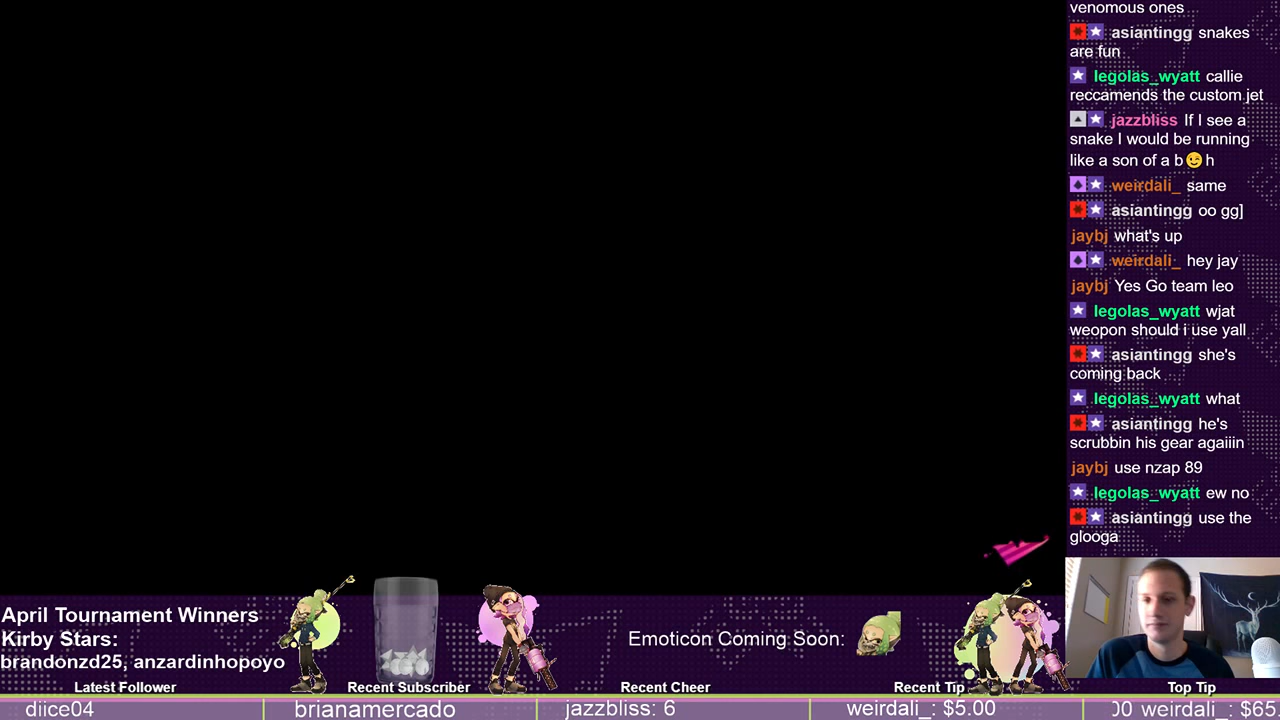 venomous ones
asiantingg snakes
are fun
legolas_wyatt callie
reccamends the custom jet
jazzbliss If I see a
snake I would be running
like a son of a b😉h
weirdali_ same
asiantingg oo gg]
jaybj what's up
weirdali_ hey jay
jaybj Yes Go team leo
legolas_wyatt wjat
weopon should i use yall
asiantingg she's
coming back
legolas_wyatt what
asiantingg he's
scrubbin his gear agaiiin
jaybj use nzap 89
legolas_wyatt ew no
asiantingg use the
glooga
April Tournament Winners
Kirby Stars:
brandonzd25, anzardinhopoyo
Emoticon Coming Soon:
Latest Follower
Recent Subscriber
Recent Cheer
Recent Tip
Top Tip
diice04
brianamercado
jazzbliss: 6
weirdali_: $5.00
00 weirdali_: $65